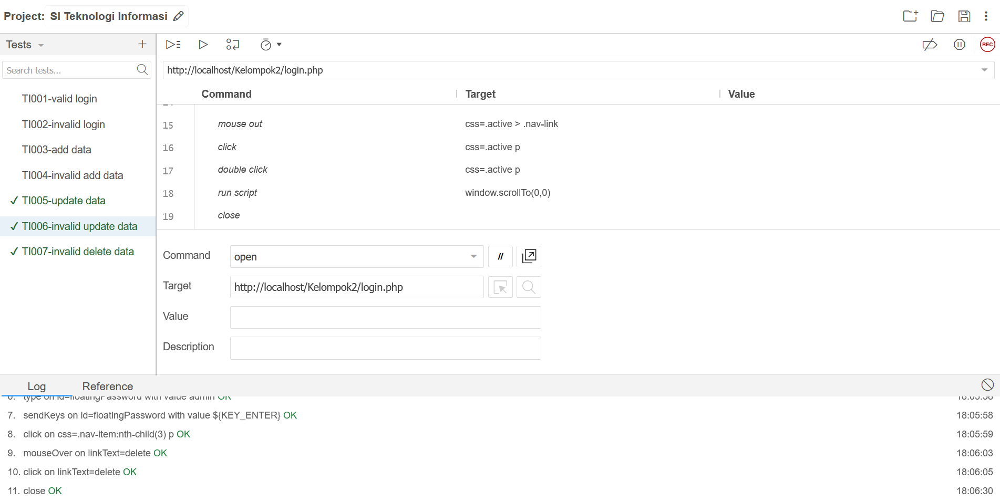 Project: SI Teknologi Informasi
Tests
REC
Search tests...
http://localhost/Kelompok2/login.php
Command Target Value
TI001-valid login
TI002-invalid login
TI003-add data
TI004-invalid add data
✓ TI005-update data
✓ TI006-invalid update data
✓ TI007-invalid delete data
15 mouse out css=.active > .nav-link
16 click css=.active p
17 double click css=.active p
18 run script window.scrollTo(0,0)
19 close
Command open //
Target http://localhost/Kelompok2/login.php
Value
Description
Log Reference
6. type on id=floatingPassword with value admin OK 18:05:58
7. sendKeys on id=floatingPassword with value ${KEY_ENTER} OK 18:05:58
8. click on css=.nav-item:nth-child(3) p OK 18:05:59
9. mouseOver on linkText=delete OK 18:06:03
10. click on linkText=delete OK 18:06:05
11. close OK 18:06:30